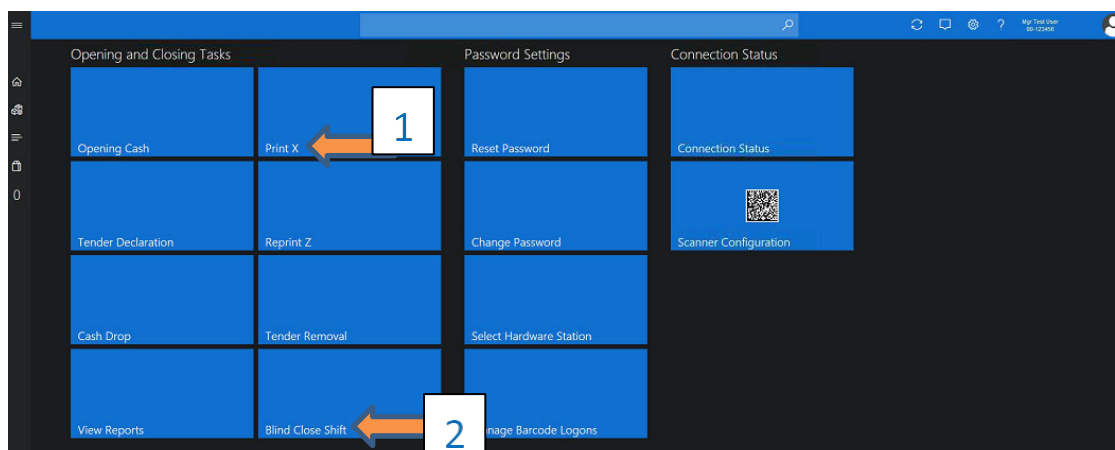 Mgr Test User
00-123456
Opening and Closing Tasks
Password Settings
Connection Status
Opening Cash
Print X
1
Reset Password
Connection Status
0
Tender Declaration
Reprint Z
Change Password
Scanner Configuration
Cash Drop
Tender Removal
Select Hardware Station
View Reports
Blind Close Shift
2
nage Barcode Logons